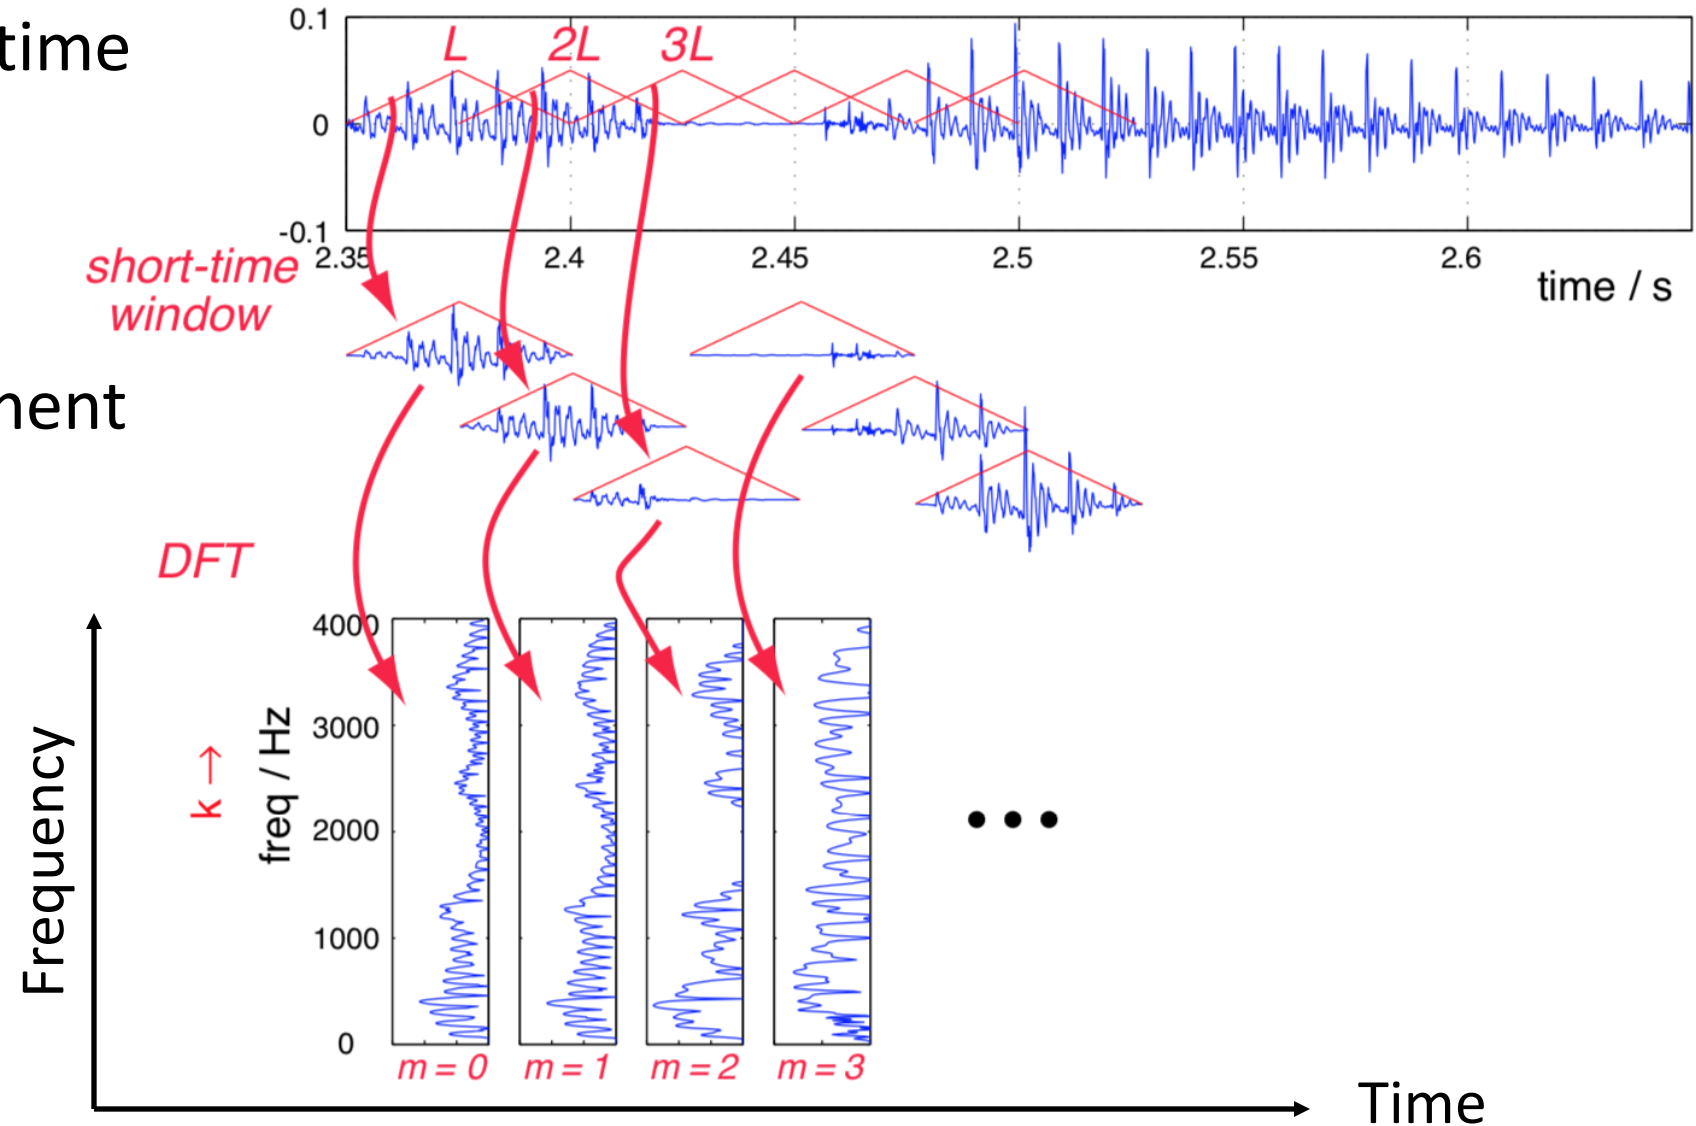 time
0.1
L 2L 3L
0
-0.1
2.35 2.4 2.45 2.5 2.55 2.6
time / s
short-time
window
DFT
4000
3000
2000
1000
0
freq / Hz
k →
Frequency
m = 0 m = 1 m = 2 m = 3
Time